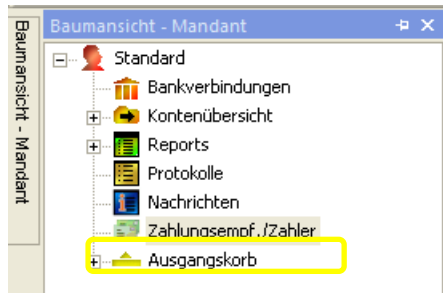 Baumansicht - Mandant
Baumansicht - Mandant
Standard
Bankverbindungen
Kontenübersicht
Reports
Protokolle
Nachrichten
Zahlungsempf./Zahler
Ausgangskorb